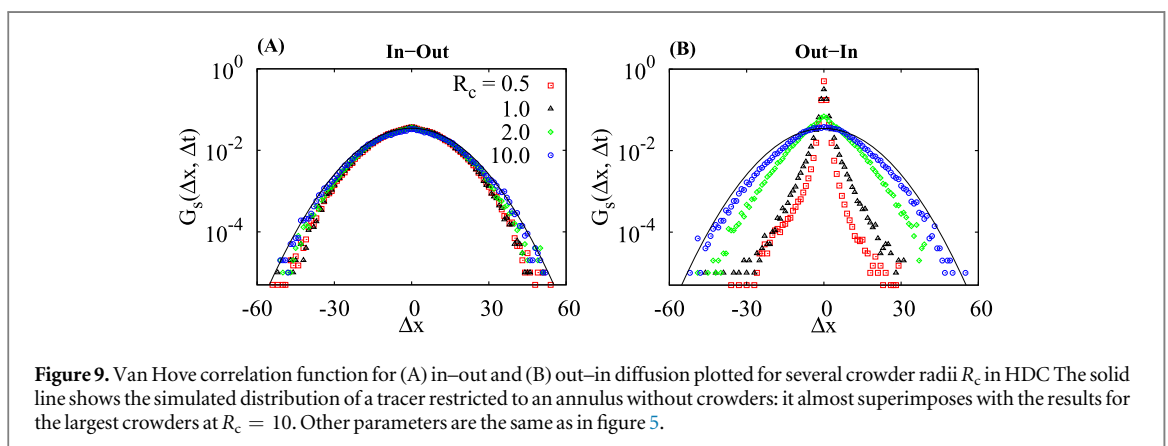 (A) In−Out
10^0
10^-2
10^-4
G_s(Δx, Δt)
R_c = 0.5
1.0
2.0
10.0
-60 -30 0 30 60
Δx
(B) Out−In
10^0
10^-2
10^-4
G_s(Δx, Δt)
-60 -30 0 30 60
Δx
Figure 9. Van Hove correlation function for (A) in–out and (B) out–in diffusion plotted for several crowder radii R_c in HDC The solid
line shows the simulated distribution of a tracer restricted to an annulus without crowders: it almost superimposes with the results for
the largest crowders at R_c = 10. Other parameters are the same as in figure 5.